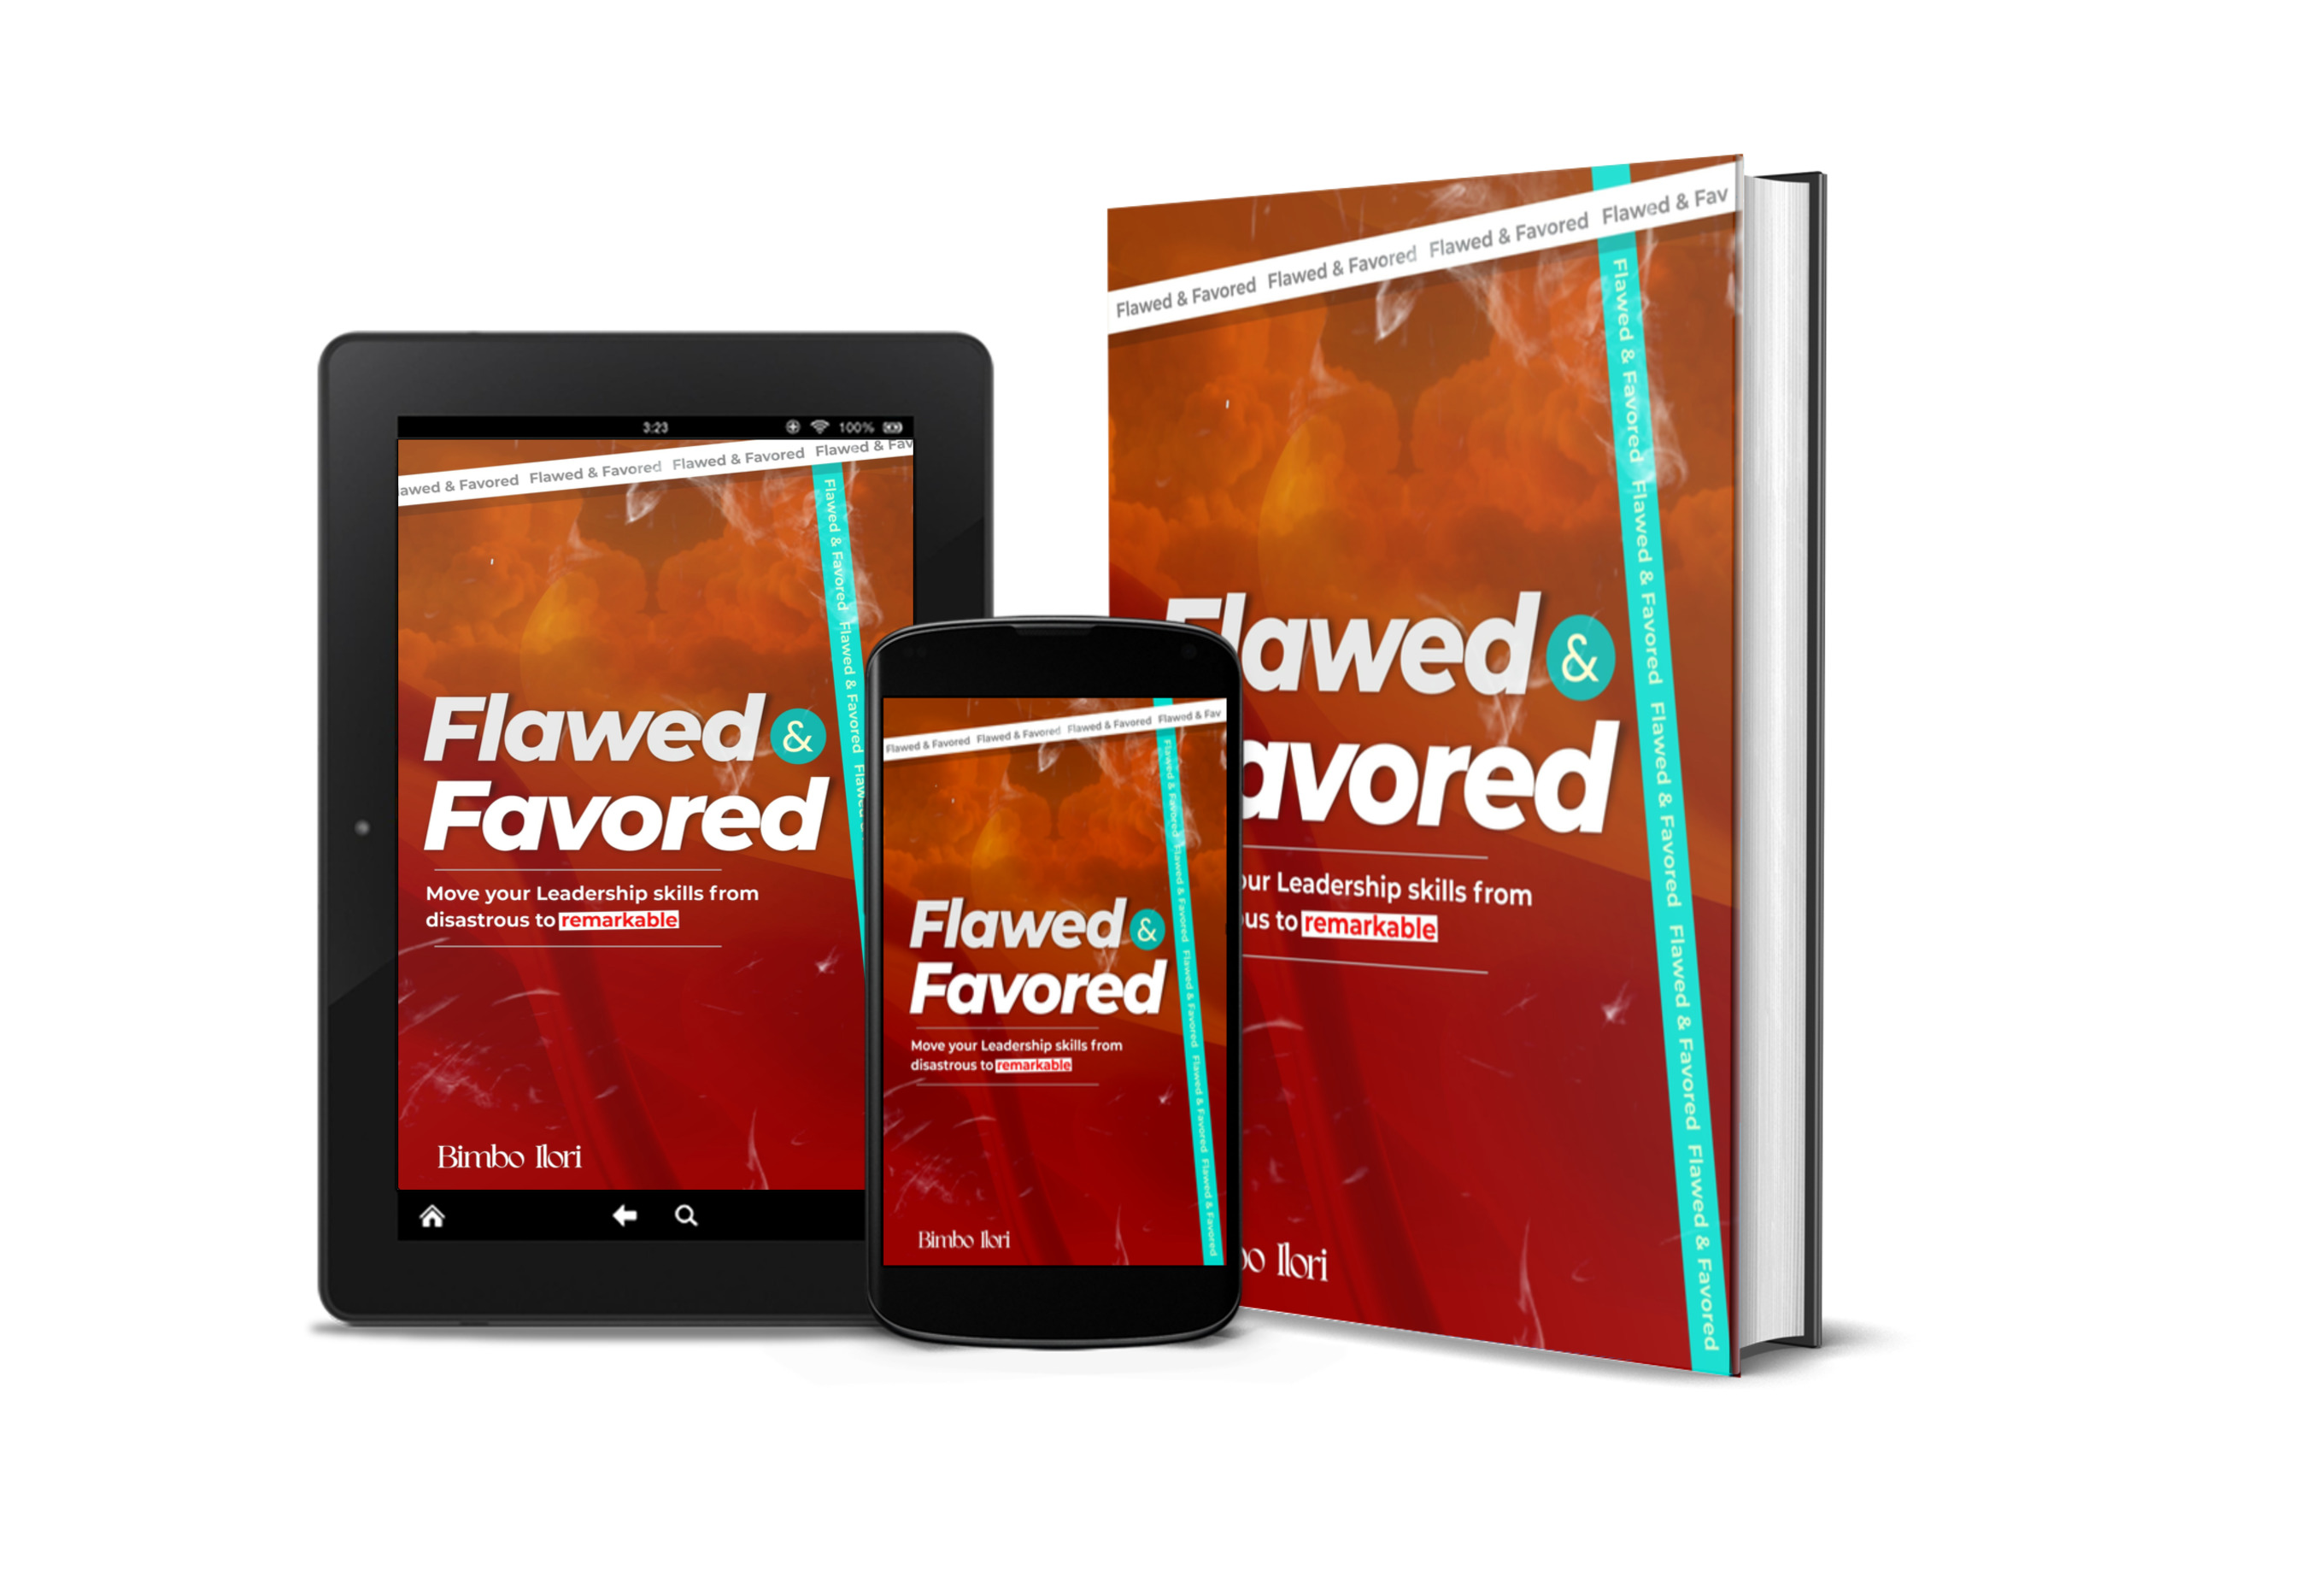 3:23 100%
awed & Favored Flawed & Favored Flawed & Favored Flawed & Fav
Flawed & Favored Flawed & Favored Flawed &
Flawed &
Favored
Move your Leadership skills from
disastrous to remarkable
Bimbo Ilori
Flawed & Favored Flawed & Favored Flawed & Favored Flawed & Fav
Flawed & Favored Flawed & Favored Flawed & Favored Flawed & Favored Flawed & Favored
Flawed &
Favored
Move your Leadership skills from
disastrous to remarkable
Bimbo Ilori
Flawed & Favored Flawed & Favored Flawed & Favored Flawed & Fav
Flawed & Favored Flawed & Favored Flawed & Favored Flawed & Favored Flawed & Favored
Flawed &
avored
our Leadership skills from
ous to remarkable
bo Ilori